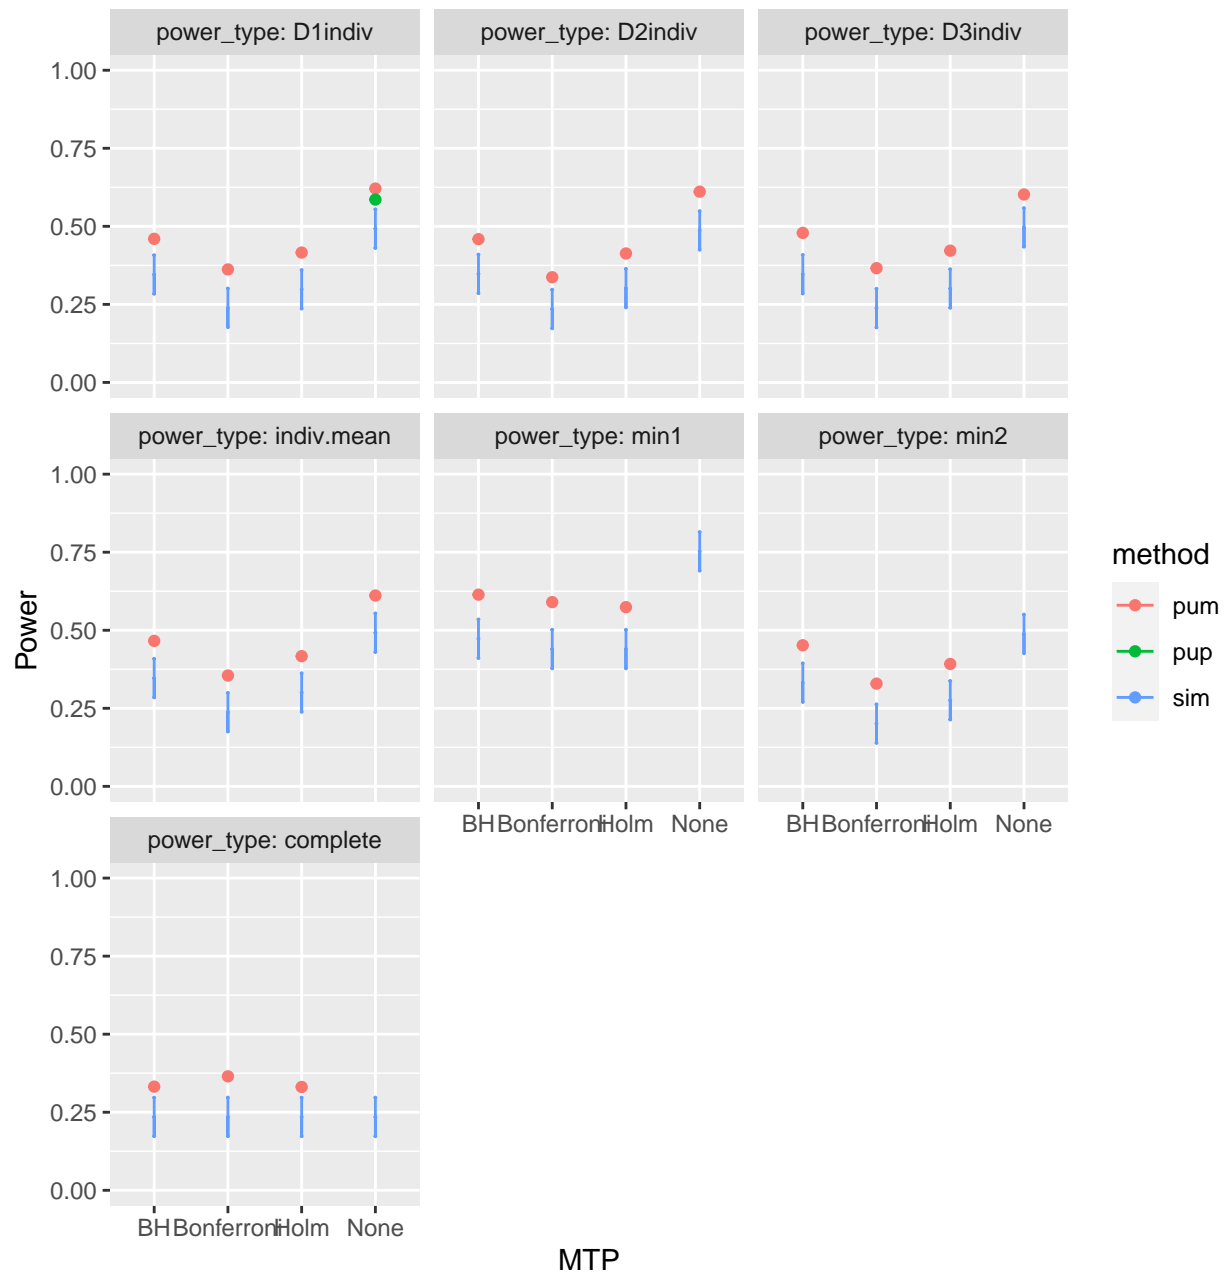 power_type: D1indiv power_type: D2indiv power_type: D3indiv
1.00
0.75
0.50
0.25
0.00
power_type: indiv.mean power_type: min1 power_type: min2
1.00
0.75
0.50
0.25
0.00
BH Bonferroni Holm None BH Bonferroni Holm None
power_type: complete
1.00
0.75
0.50
0.25
0.00
BH Bonferroni Holm None
MTP
Power
method
pum
pup
sim